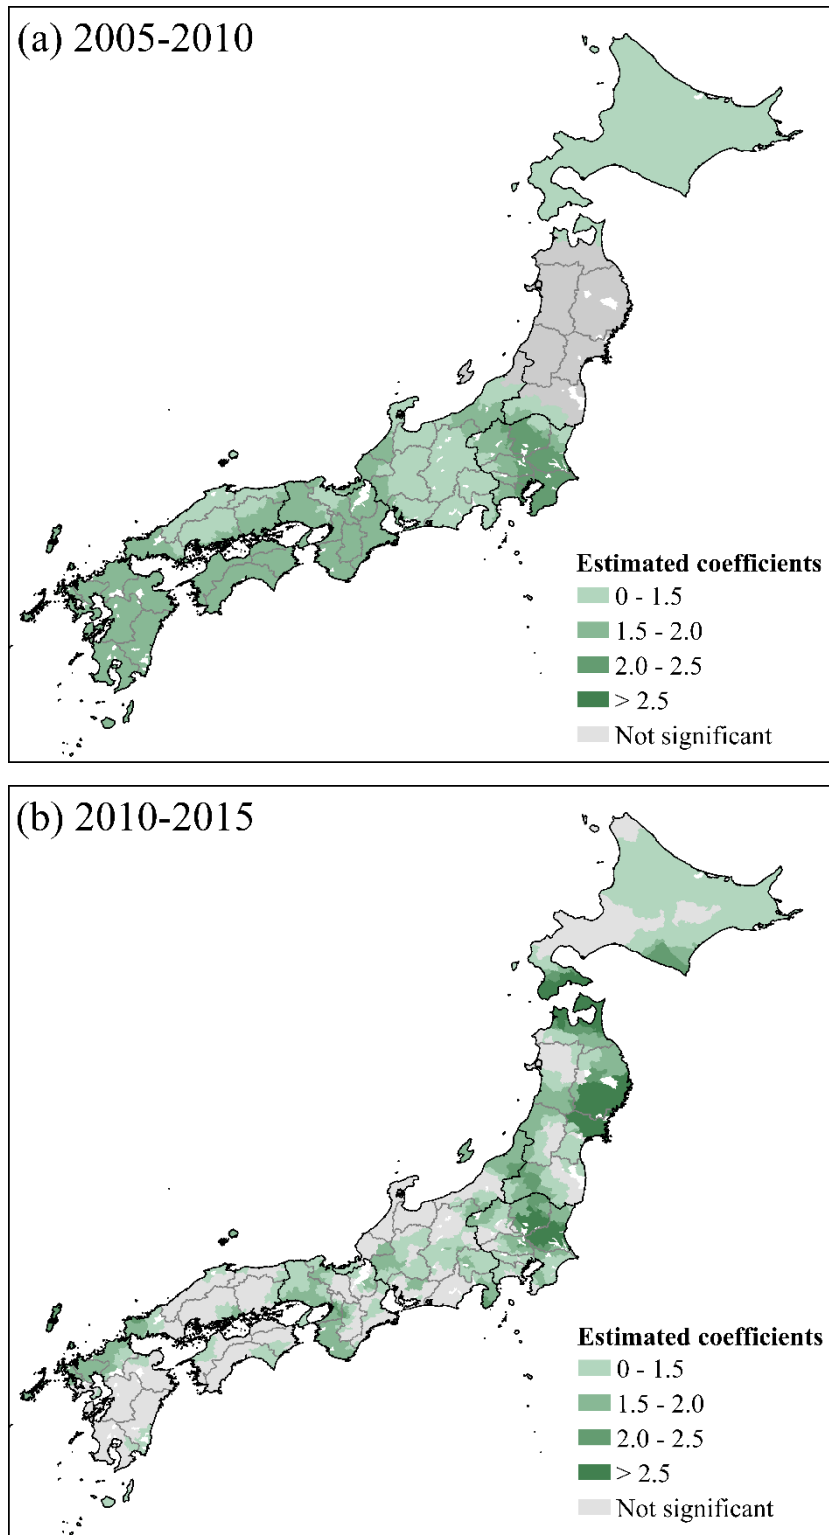 (a) 2005-2010
Estimated coefficients
0 - 1.5
1.5 - 2.0
2.0 - 2.5
> 2.5
Not significant
(b) 2010-2015
Estimated coefficients
0 - 1.5
1.5 - 2.0
2.0 - 2.5
> 2.5
Not significant